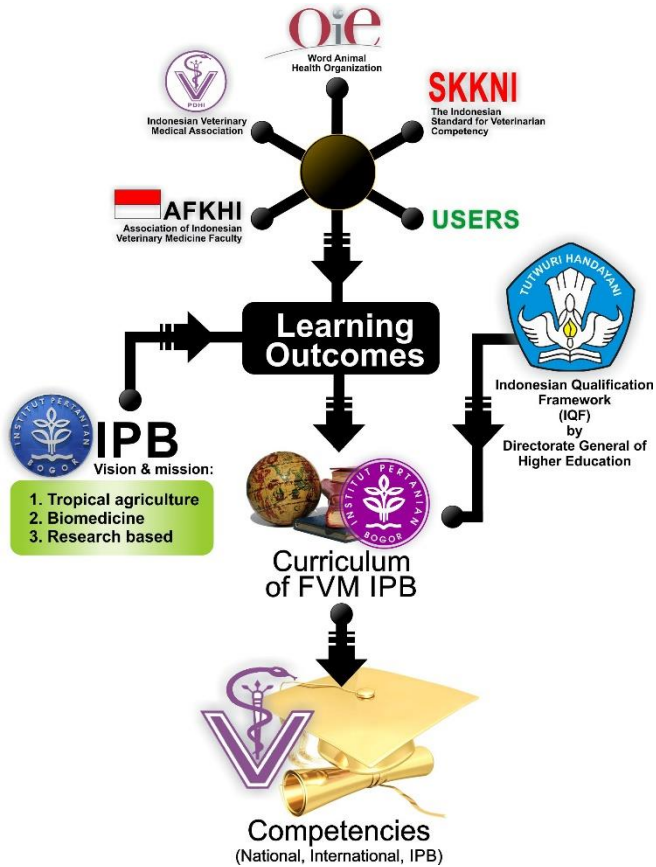 OiE
Word Animal
Health Organization
PDHI
Indonesian Veterinary
Medical Association
SKKNI
The Indonesian
Standard for Veterinarian
Competency
AFKHI
Association of Indonesian
Veterinary Medicine Faculty
USERS
TUTWURI HANDAYANI
Learning
Outcomes
Indonesian Qualification
Framework
(IQF)
by
Directorate General of
Higher Education
INSTITUT PERTANIAN
BOGOR
IPB
Vision & mission:
1. Tropical agriculture
2. Biomedicine
3. Research based
INSTITUT PERTANIAN
BOGOR
Curriculum
of FVM IPB
V
Competencies
(National, International, IPB)